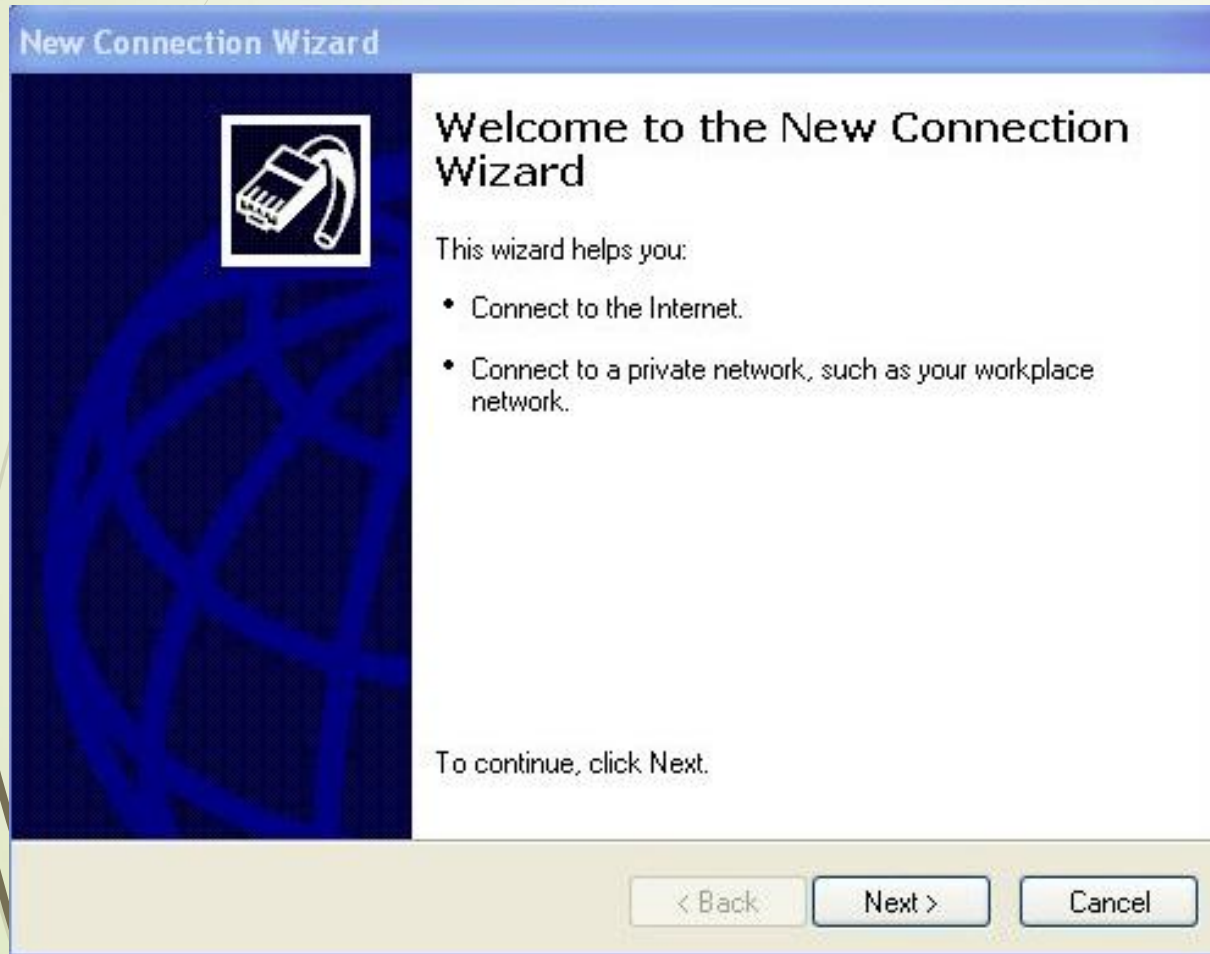 New Connection Wizard
Welcome to the New Connection
Wizard
This wizard helps you:
• Connect to the Internet.
• Connect to a private network, such as your workplace
network.
To continue, click Next.
< Back
Next >
Cancel